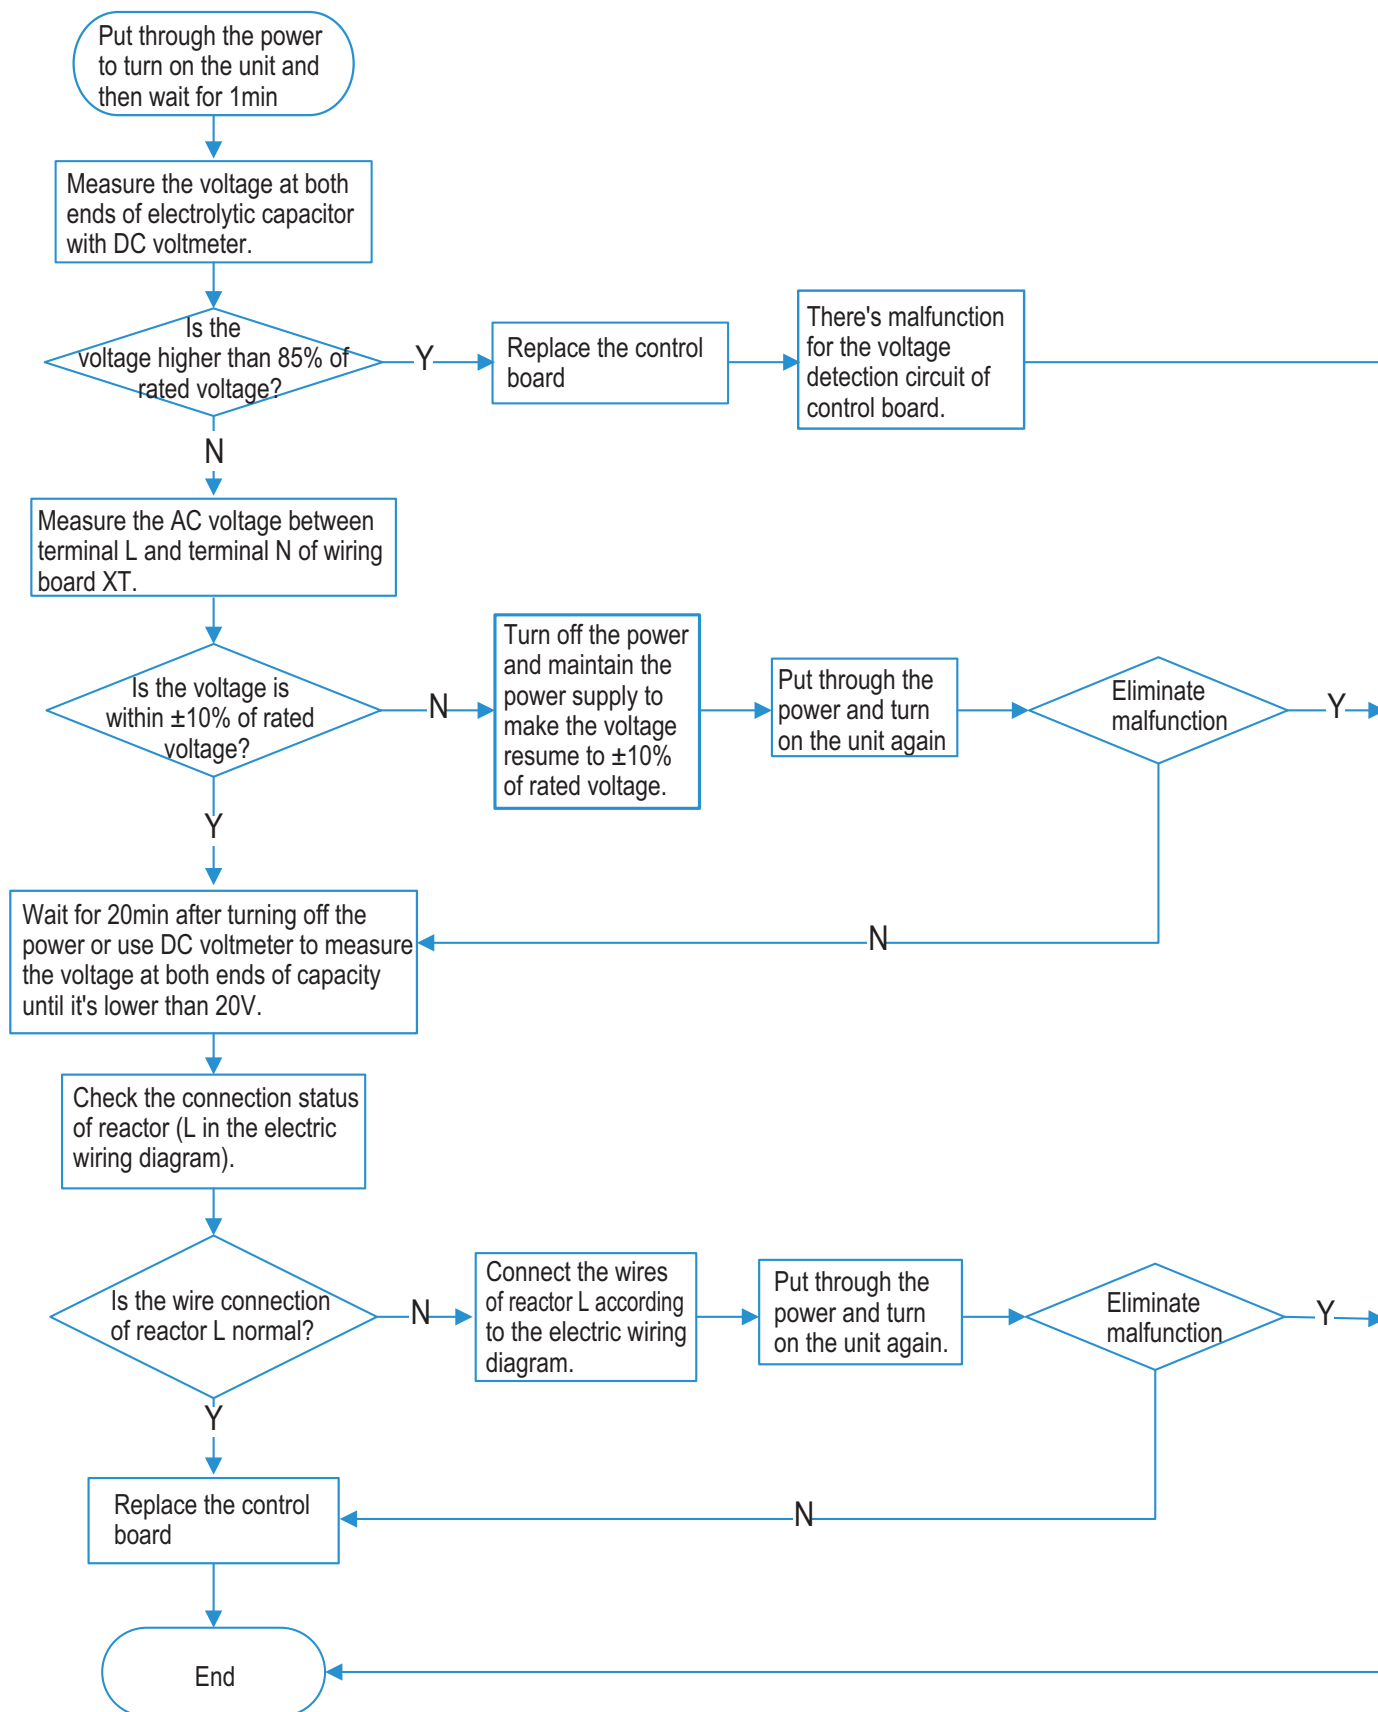 Put through the power
to turn on the unit and
then wait for 1min
Measure the voltage at both
ends of electrolytic capacitor
with DC voltmeter.
Is the
voltage higher than 85% of
rated voltage?
Y
Replace the control
board
There's malfunction
for the voltage
detection circuit of
control board.
N
Measure the AC voltage between
terminal L and terminal N of wiring
board XT.
Is the voltage is
within ±10% of rated
voltage?
N
Turn off the power
and maintain the
power supply to
make the voltage
resume to ±10%
of rated voltage.
Put through the
power and turn
on the unit again
Eliminate
malfunction
Y
Y
Wait for 20min after turning off the
power or use DC voltmeter to measure
the voltage at both ends of capacity
until it's lower than 20V.
N
Check the connection status
of reactor (L in the electric
wiring diagram).
Is the wire connection
of reactor L normal?
N
Connect the wires
of reactor L according
to the electric wiring
diagram.
Put through the
power and turn
on the unit again.
Eliminate
malfunction
Y
Y
Replace the control
board
N
End